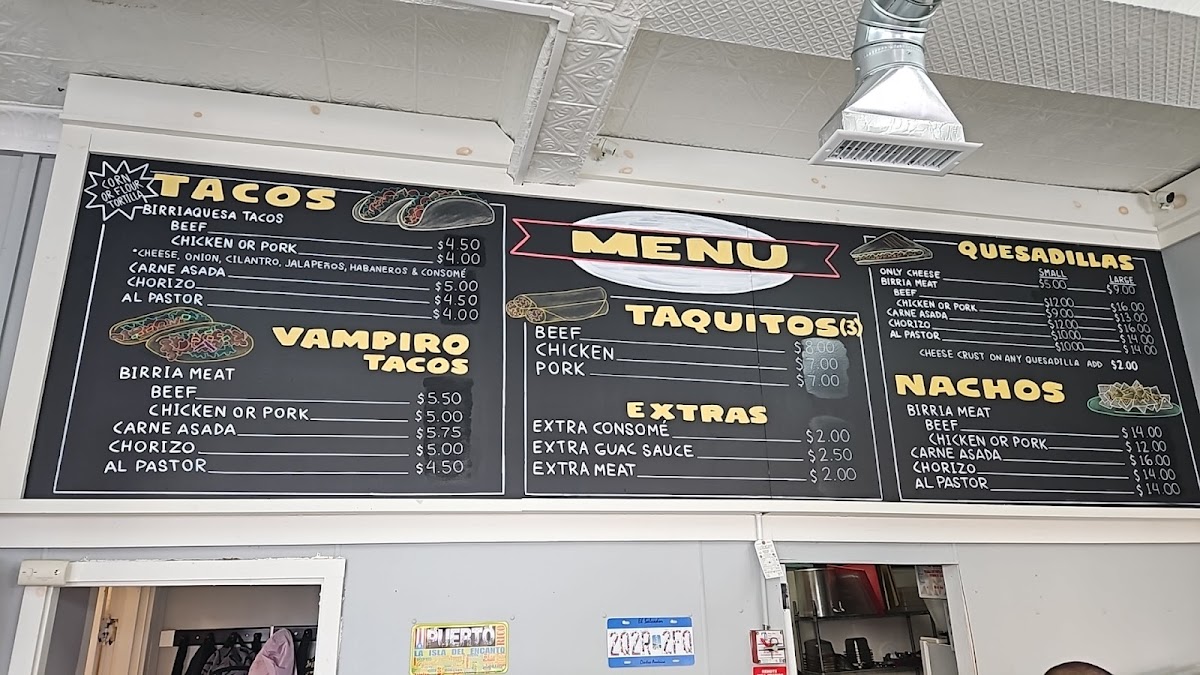 CORN
OR FLOUR
TORTILLA
TACOS
BIRRIAQUESA TACOS
BEEF $4.50
CHICKEN OR PORK $4.00
*CHEESE, ONION, CILANTRO, JALAPEÑOS, HABANEROS & CONSOMÉ
CARNE ASADA $5.00
CHORIZO $4.50
AL PASTOR $4.00
VAMPIRO
TACOS
BIRRIA MEAT
BEEF $5.50
CHICKEN OR PORK $5.00
CARNE ASADA $5.75
CHORIZO $5.00
AL PASTOR $4.50
MENU
TAQUITOS(3)
BEEF $8.00
CHICKEN $7.00
PORK $7.00
EXTRAS
EXTRA CONSOMÉ $2.00
EXTRA GUAC SAUCE $2.50
EXTRA MEAT $2.00
QUESADILLAS
SMALL LARGE
ONLY CHEESE $5.00 $9.00
BIRRIA MEAT
BEEF $12.00 $16.00
CHICKEN OR PORK $9.00 $13.00
CARNE ASADA $12.00 $16.00
CHORIZO $10.00 $14.00
AL PASTOR $10.00 $14.00
CHEESE CRUST ON ANY QUESADILLA ADD $2.00
NACHOS
BIRRIA MEAT
BEEF $14.00
CHICKEN OR PORK $12.00
CARNE ASADA $16.00
CHORIZO $14.00
AL PASTOR $14.00
PUERTO
LA ISLA DEL ENCANTO
El Salvador